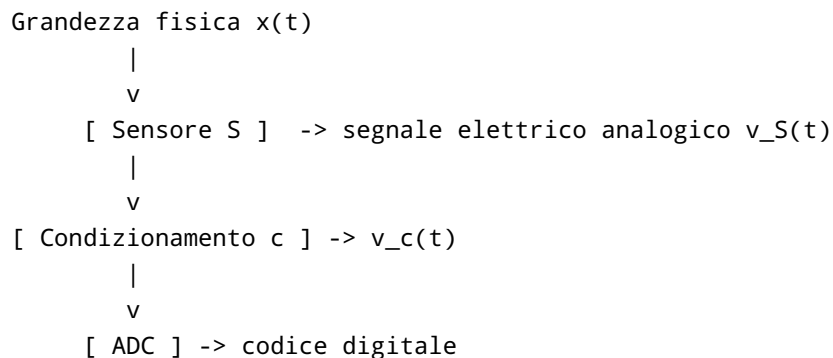 Grandezza fisica x(t)
|
v
[ Sensore S ] -> segnale elettrico analogico v_S(t)
|
v
[ Condizionamento c ] -> v_c(t)
|
v
[ ADC ] -> codice digitale